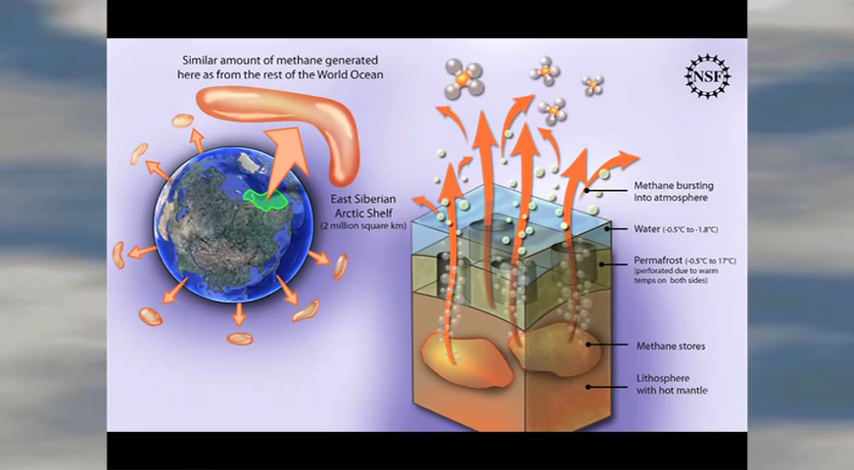 Similar amount of methane generated
here as from the rest of the World Ocean
NSF
East Siberian
Arctic Shelf
(2 million square km)
Methane bursting
into atmosphere
Water (-0.5°C to -1.8°C)
Permafrost (-0.5°C to 17°C)
(perforated due to warm
temps on both sides)
Methane stores
Lithosphere
with hot mantle